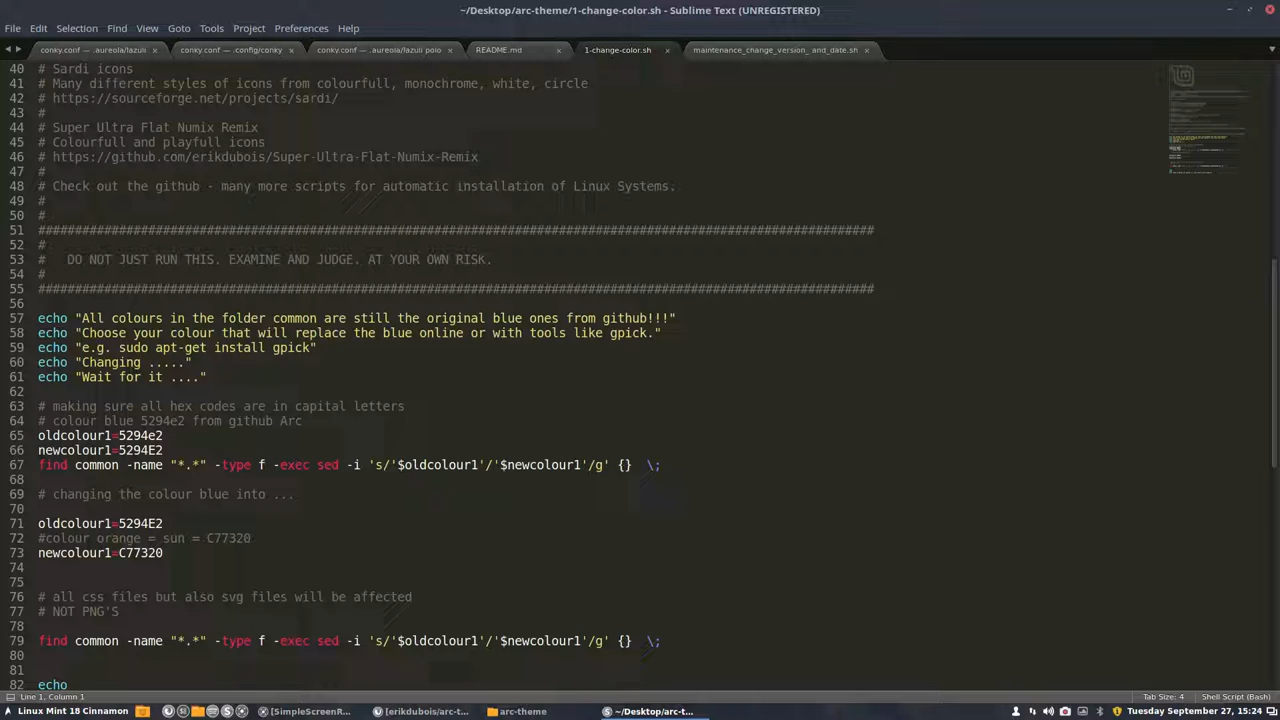 ~/Desktop/arc-theme/1-change-color.sh - Sublime Text (UNREGISTERED)
File Edit Selection Find View Goto Tools Project Preferences Help
conky.conf — .aureola/lazuli × conky.conf — .config/conky × conky.conf — .aureola/lazuli polo × README.md × 1-change-color.sh × maintenance_change_version_ and_date.sh ×
40 # Sardi icons
41 # Many different styles of icons from colourfull, monochrome, white, circle
42 # https://sourceforge.net/projects/sardi/
43 #
44 # Super Ultra Flat Numix Remix
45 # Colourfull and playfull icons
46 # https://github.com/erikdubois/Super-Ultra-Flat-Numix-Remix
47 #
48 # Check out the github - many more scripts for automatic installation of Linux Systems.
49 #
50 #
51 ##################################################################################################################
52 #
53 #   DO NOT JUST RUN THIS. EXAMINE AND JUDGE. AT YOUR OWN RISK.
54 #
55 ##################################################################################################################
56
57 echo "All colours in the folder common are still the original blue ones from github!!!"
58 echo "Choose your colour that will replace the blue online or with tools like gpick."
59 echo "e.g. sudo apt-get install gpick"
60 echo "Changing ....."
61 echo "Wait for it ...."
62
63 # making sure all hex codes are in capital letters
64 # colour blue 5294e2 from github Arc
65 oldcolour1=5294e2
66 newcolour1=5294E2
67 find common -name "*.*" -type f -exec sed -i 's/'$oldcolour1'/'$newcolour1'/g' {}  \;
68
69 # changing the colour blue into ...
70
71 oldcolour1=5294E2
72 #colour orange = sun = C77320
73 newcolour1=C77320
74
75
76 # all css files but also svg files will be affected
77 # NOT PNG'S
78
79 find common -name "*.*" -type f -exec sed -i 's/'$oldcolour1'/'$newcolour1'/g' {}  \;
80
81
82 echo
Line 1, Column 1 Tab Size: 4 Shell Script (Bash)
Linux Mint 18 Cinnamon [SimpleScreenR... [erikdubois/arc-t... arc-theme ~/Desktop/arc-t... Tuesday September 27, 15:24